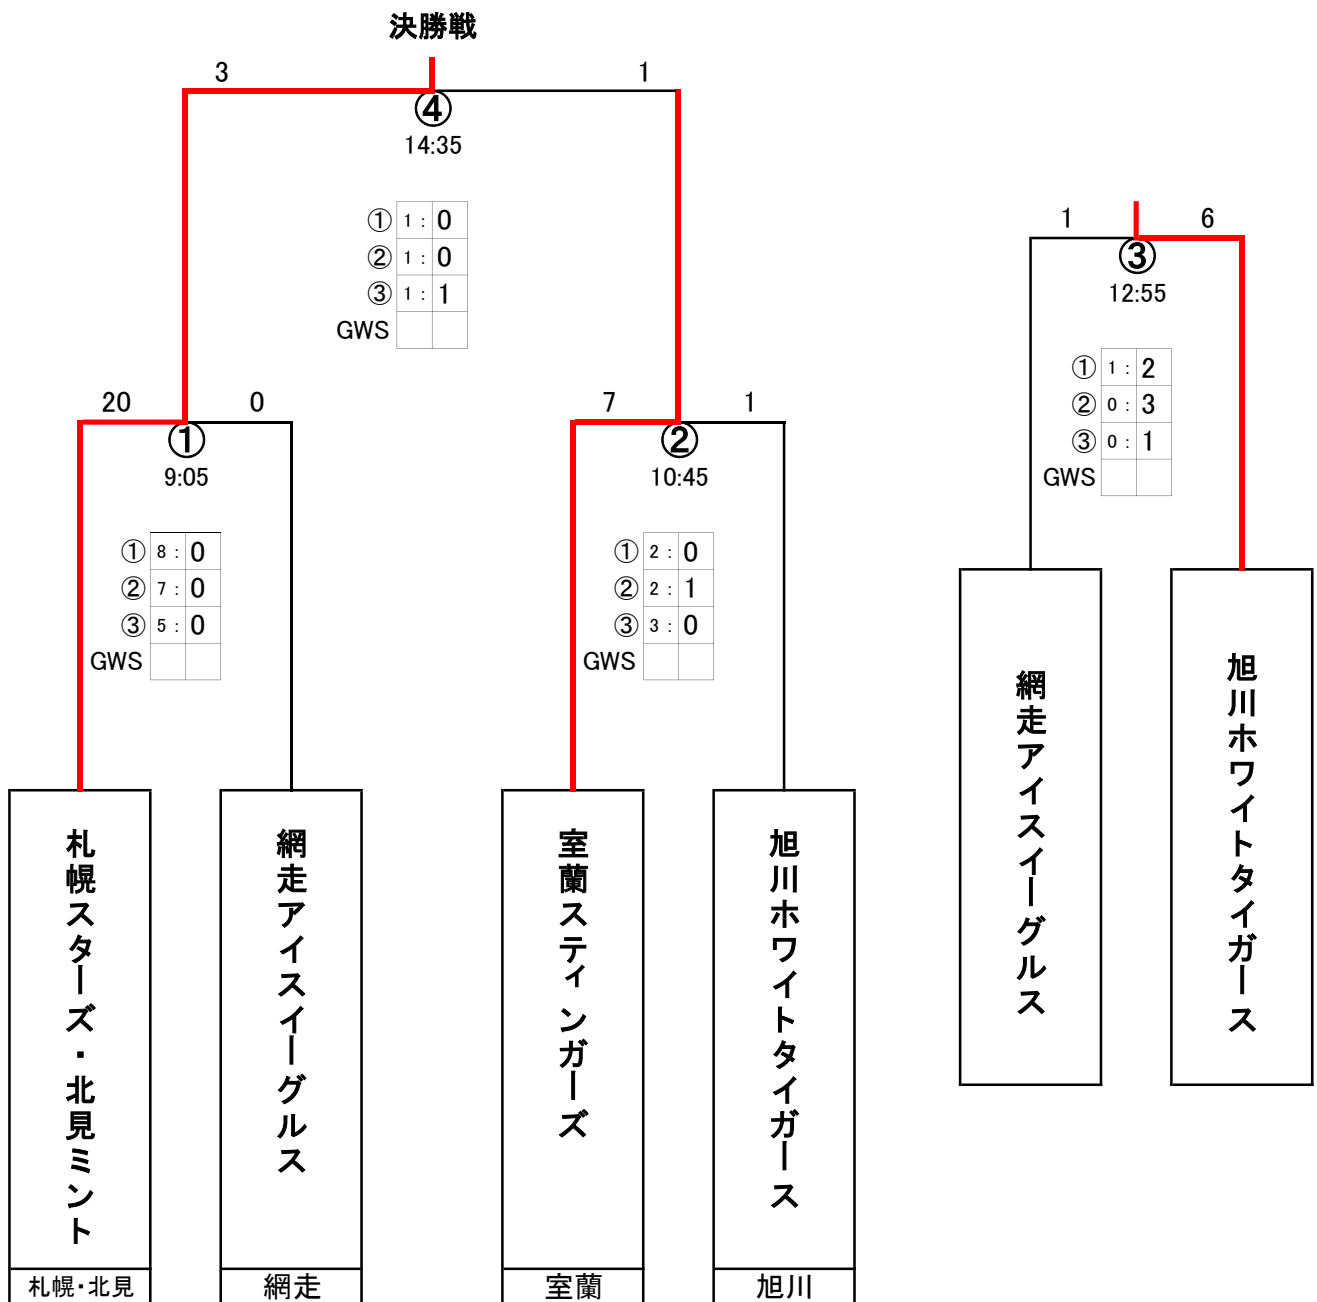 決勝戦
3 1
④
14:35
① 1 : 0
② 1 : 0
③ 1 : 1
GWS
1 6
③
12:55
① 1 : 2
② 0 : 3
③ 0 : 1
GWS
20 0
①
9:05
① 8 : 0
② 7 : 0
③ 5 : 0
GWS
7 1
②
10:45
① 2 : 0
② 2 : 1
③ 3 : 0
GWS
札幌スターズ・北見ミント
網走アイスイーグルス
室蘭スティンガーズ
旭川ホワイトタイガース
網走アイスイーグルス
旭川ホワイトタイガース
札幌・北見
網走
室蘭
旭川